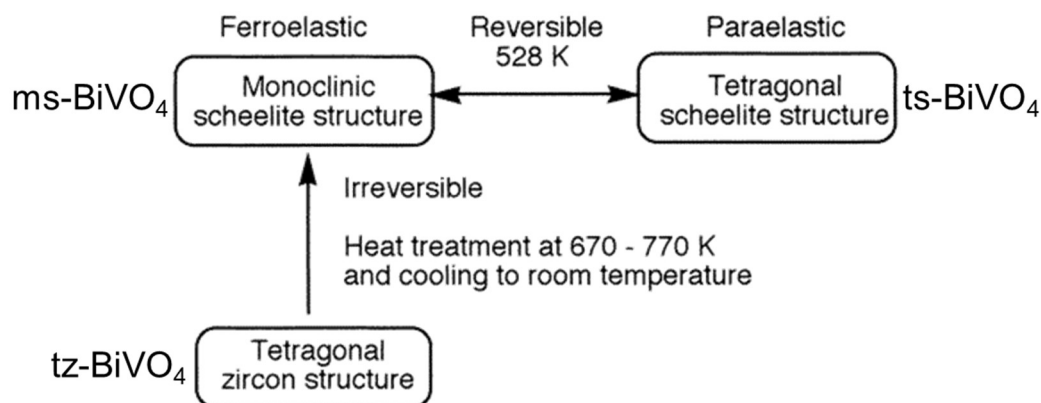 Ferroelastic
Reversible
528 K
Paraelastic
ms-BiVO4
Monoclinic
scheelite structure
Tetragonal
scheelite structure
ts-BiVO4
Irreversible
Heat treatment at 670 - 770 K
and cooling to room temperature
tz-BiVO4
Tetragonal
zircon structure